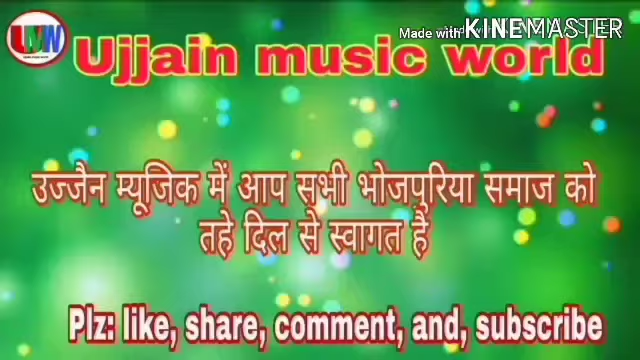 UMW
Made with KINEMASTER
Ujjain music world
उज्जैन म्यूजिक में आप सभी भोजपुरिया समाज को
तहे दिल से स्वागत है
Plz: like, share, comment, and, subscribe